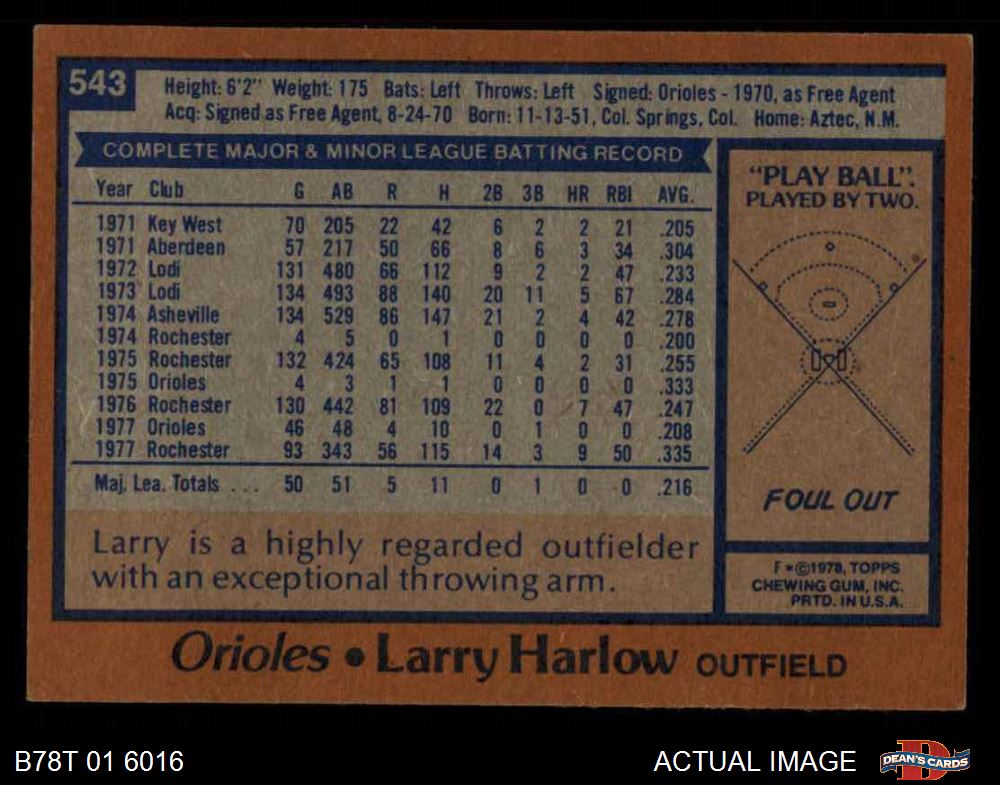 543
Height: 6'2" Weight: 175 Bats: Left Throws: Left Signed: Orioles - 1970, as Free Agent
Acq: Signed as Free Agent, 8-24-70 Born: 11-13-51, Col. Springs, Col. Home: Aztec, N.M.
COMPLETE MAJOR & MINOR LEAGUE BATTING RECORD
Year Club G AB R H 2B 3B HR RBI AVG.
1971 Key West 70 205 22 42 6 2 2 21 .205
1971 Aberdeen 57 217 50 66 8 6 3 34 .304
1972 Lodi 131 480 66 112 9 2 2 47 .233
1973 Lodi 134 493 88 140 20 11 5 67 .284
1974 Asheville 134 529 86 147 21 2 4 42 .278
1974 Rochester 4 5 0 1 0 0 0 0 .200
1975 Rochester 132 424 65 108 11 4 2 31 .255
1975 Orioles 4 3 1 1 0 0 0 0 .333
1976 Rochester 130 442 81 109 22 0 7 47 .247
1977 Orioles 46 48 4 10 0 1 0 0 .208
1977 Rochester 93 343 56 115 14 3 9 50 .335
Maj. Lea. Totals ... 50 51 5 11 0 1 0 0 .216
Larry is a highly regarded outfielder
with an exceptional throwing arm.
"PLAY BALL".
PLAYED BY TWO.
FOUL OUT
F*©1978, TOPPS
CHEWING GUM, INC.
PRTD. IN U.S.A.
Orioles • Larry Harlow OUTFIELD
B78T 01 6016
ACTUAL IMAGE
D
DEAN'S CARDS